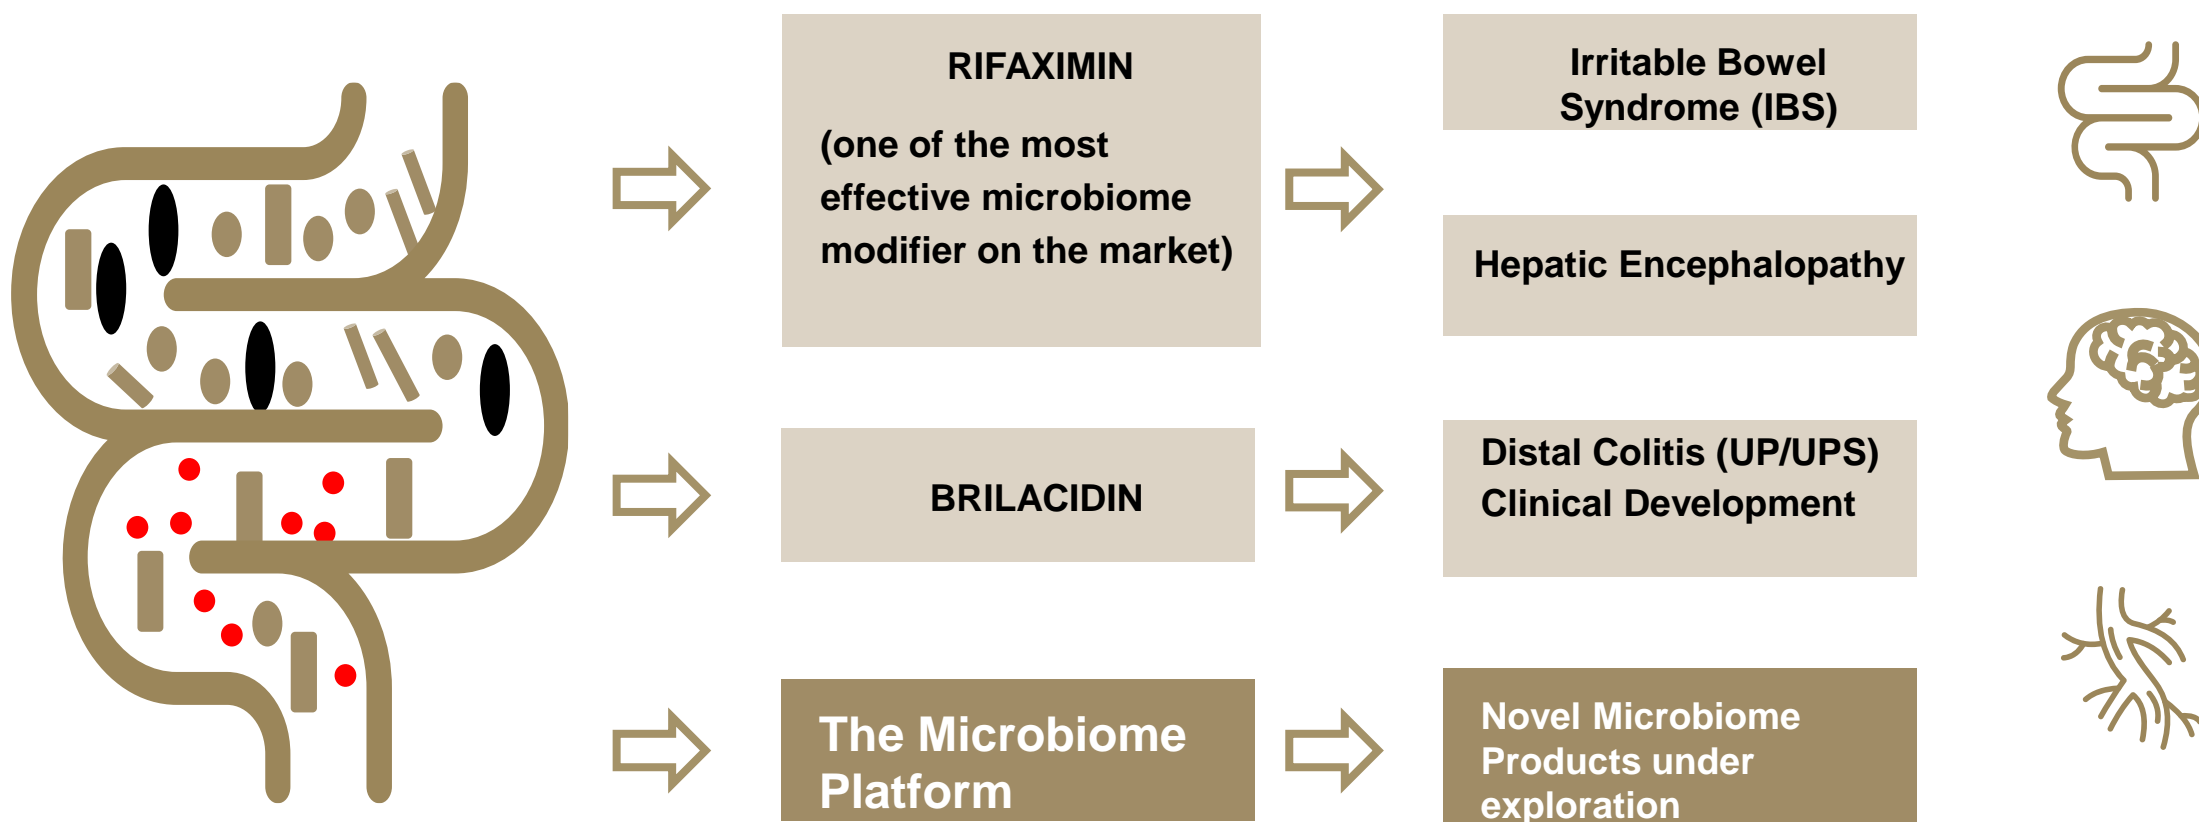 RIFAXIMIN
(one of the most
effective microbiome
modifier on the market)
Irritable Bowel
Syndrome (IBS)
Hepatic Encephalopathy
BRILACIDIN
Distal Colitis (UP/UPS)
Clinical Development
The Microbiome
Platform
Novel Microbiome
Products under
exploration